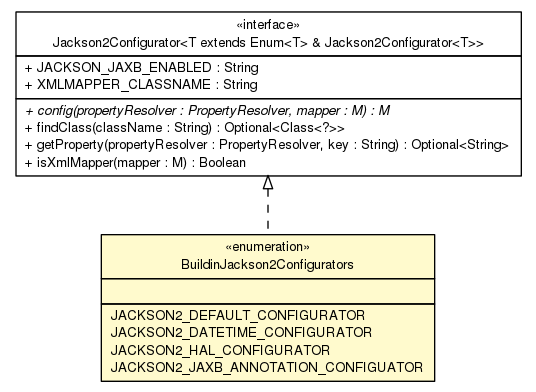 «interface»
Jackson2Configurator<T extends Enum<T> & Jackson2Configurator<T>>
+ JACKSON_JAXB_ENABLED : String
+ XMLMAPPER_CLASSNAME : String
+ config(propertyResolver : PropertyResolver, mapper : M) : M
+ findClass(className : String) : Optional<Class<?>>
+ getProperty(propertyResolver : PropertyResolver, key : String) : Optional<String>
+ isXmlMapper(mapper : M) : Boolean
«enumeration»
BuildinJackson2Configurators
JACKSON2_DEFAULT_CONFIGURATOR
JACKSON2_DATETIME_CONFIGURATOR
JACKSON2_HAL_CONFIGURATOR
JACKSON2_JAXB_ANNOTATION_CONFIGUATOR